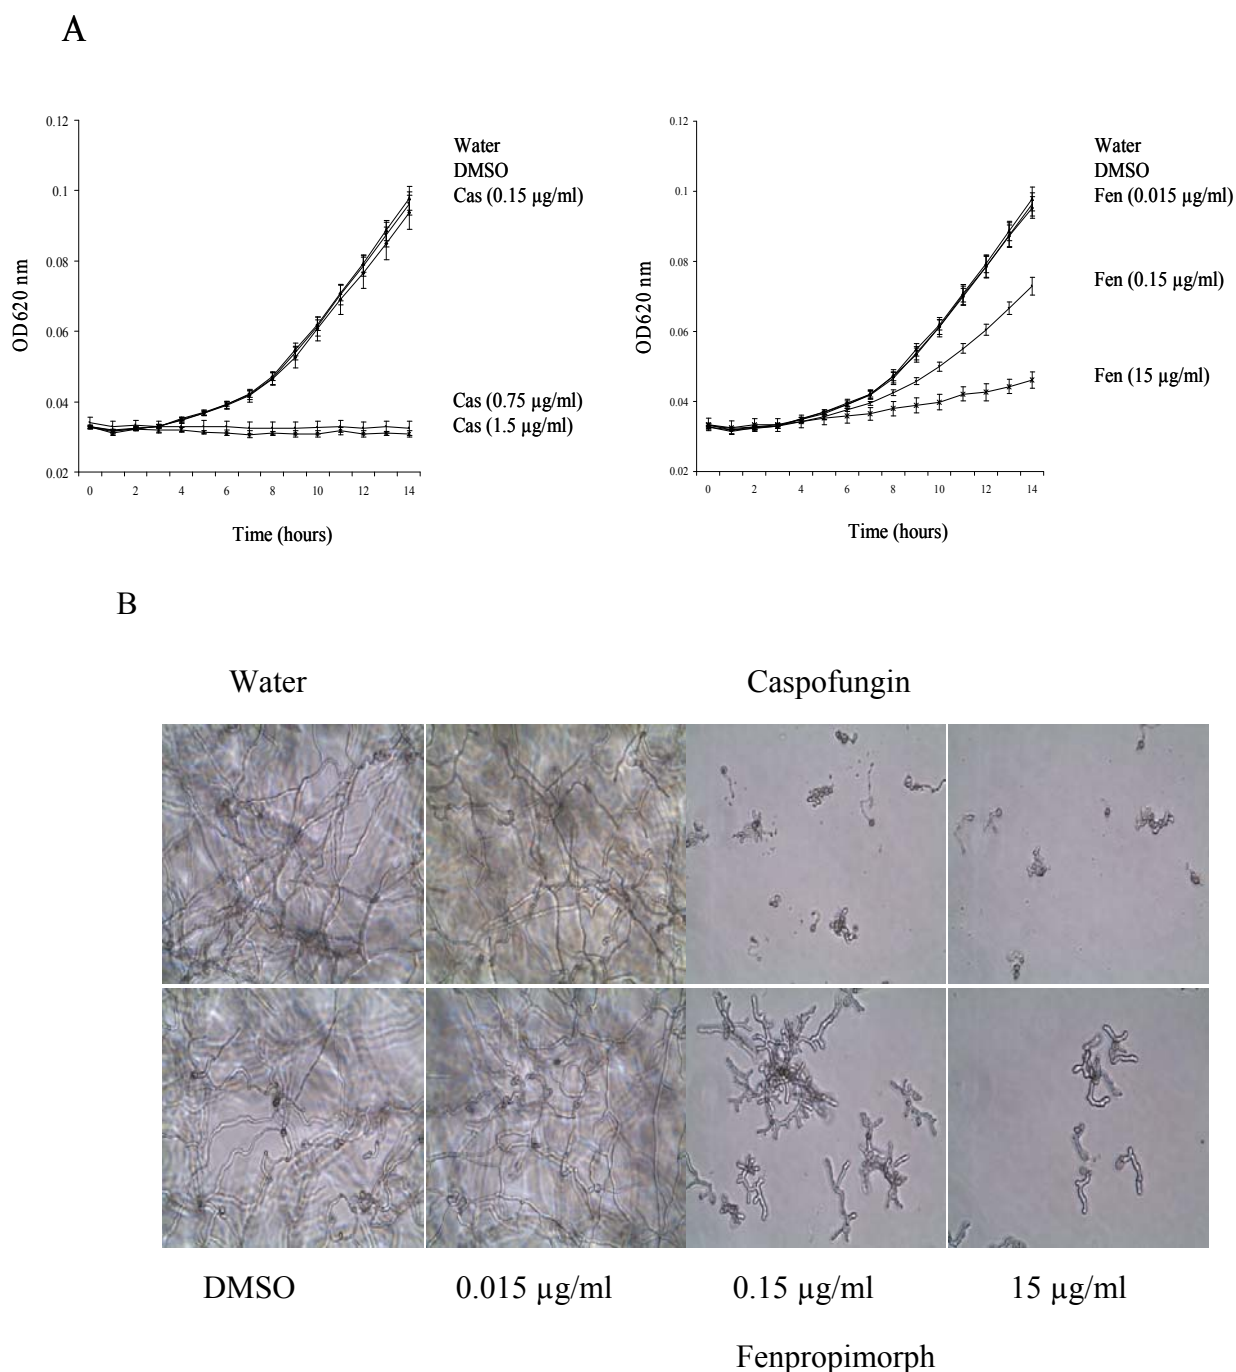 A
0.12
0.1
0.08
0.06
0.04
0.02
OD620 nm
0 2 4 6 8 10 12 14
Time (hours)
Water
DMSO
Cas (0.15 µg/ml)
Cas (0.75 µg/ml)
Cas (1.5 µg/ml)
0.12
0.1
0.08
0.06
0.04
0.02
OD620 nm
0 2 4 6 8 10 12 14
Time (hours)
Water
DMSO
Fen (0.015 µg/ml)
Fen (0.15 µg/ml)
Fen (15 µg/ml)
B
Water Caspofungin
DMSO 0.015 µg/ml 0.15 µg/ml 15 µg/ml
Fenpropimorph